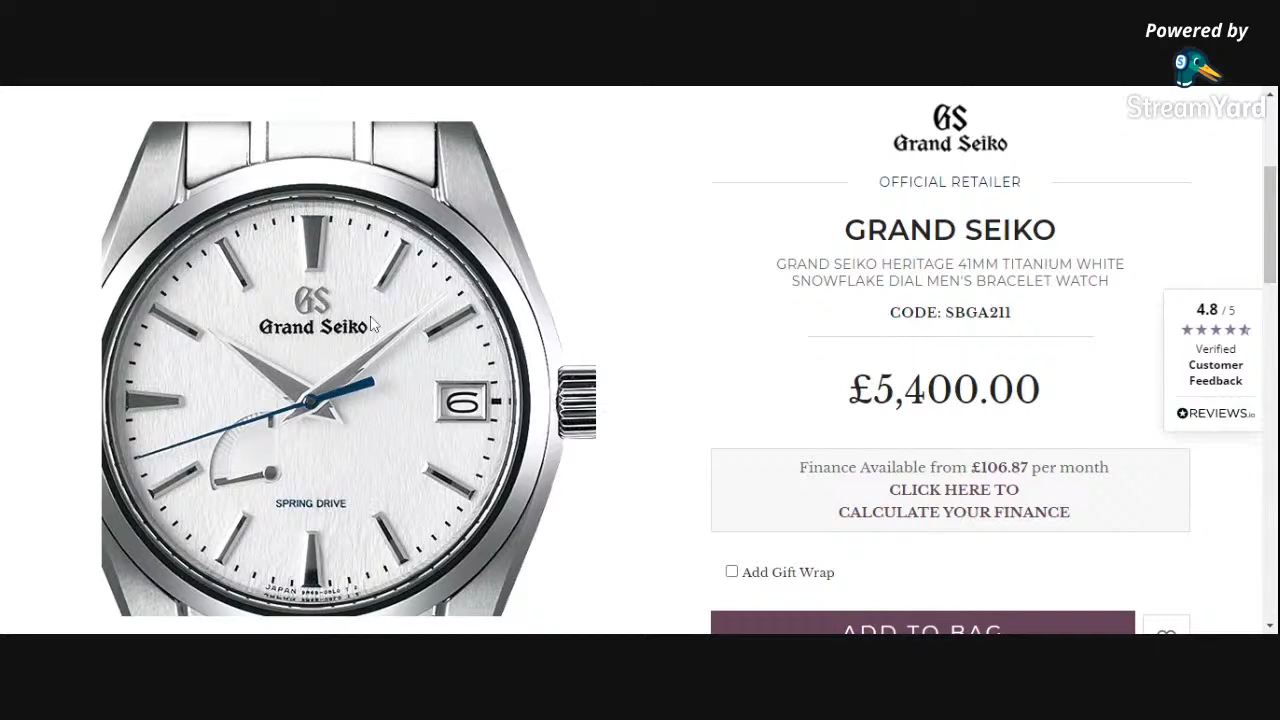 Powered by
StreamYard
GS
Grand Seiko
OFFICIAL RETAILER
GRAND SEIKO
GRAND SEIKO HERITAGE 41MM TITANIUM WHITE
SNOWFLAKE DIAL MEN'S BRACELET WATCH
CODE: SBGA211
£5,400.00
Finance Available from £106.87 per month
CLICK HERE TO
CALCULATE YOUR FINANCE
Add Gift Wrap
ADD TO BAG
4.8 / 5
Verified
Customer
Feedback
REVIEWS.io
GS
Grand Seiko
6
SPRING DRIVE
JAPAN